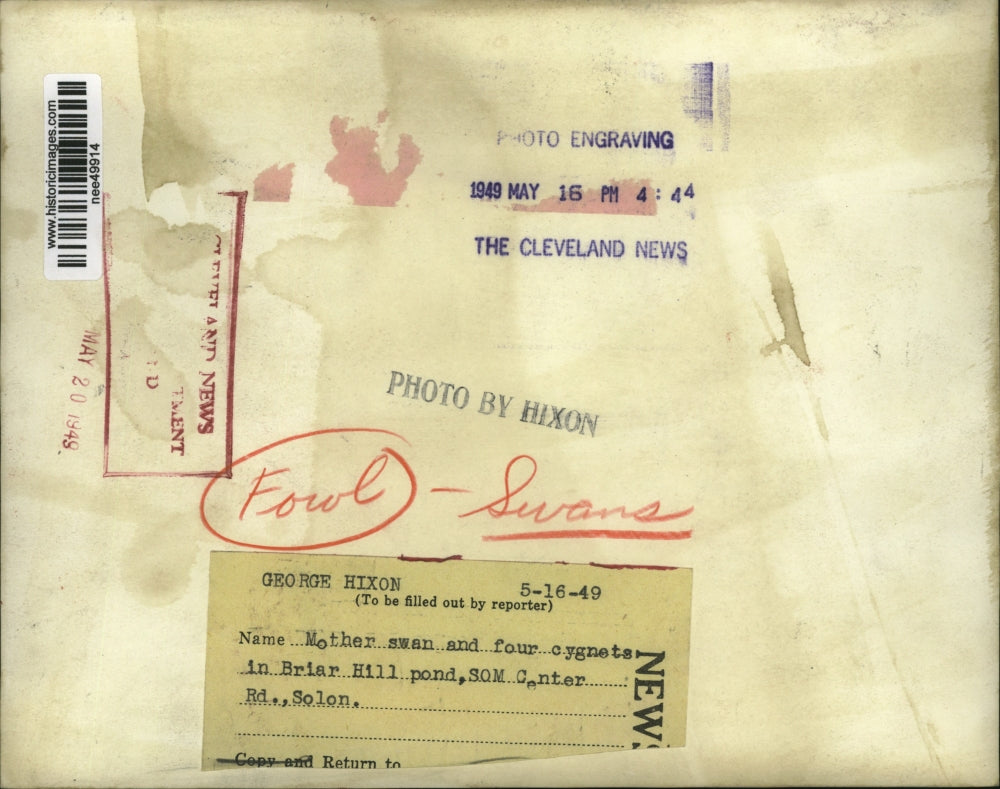 www.historicimages.com
nee49914
PHOTO ENGRAVING
1949 MAY 16 PM 4:44
THE CLEVELAND NEWS
CLEVELAND NEWS
MAY 20 1949
PHOTO BY HIXON
Fowl - Swans
GEORGE HIXON 5-16-49
(To be filled out by reporter)
Name Mother swan and four cygnets
in Briar Hill pond,SOM Center
Rd.,Solon.
NEWS
Copy and Return to